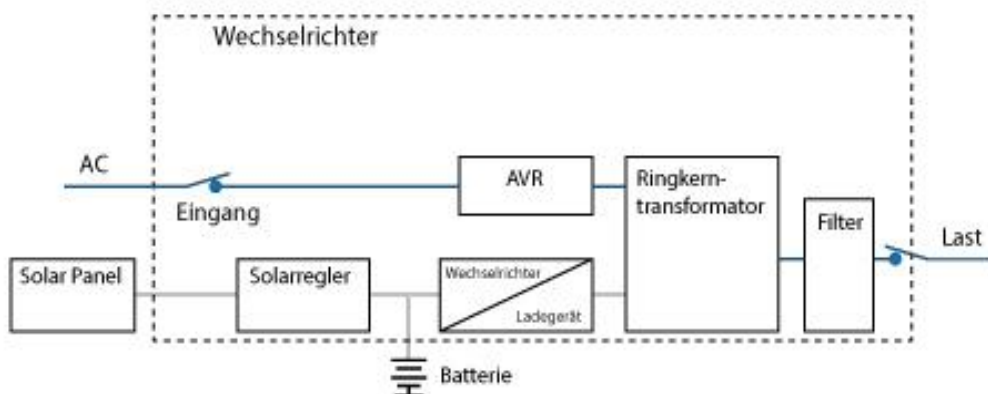 Wechselrichter
AC
Eingang
AVR
Ringkern-
transformator
Filter
Last
Solar Panel
Solarregler
Wechselrichter
Ladegerät
Batterie